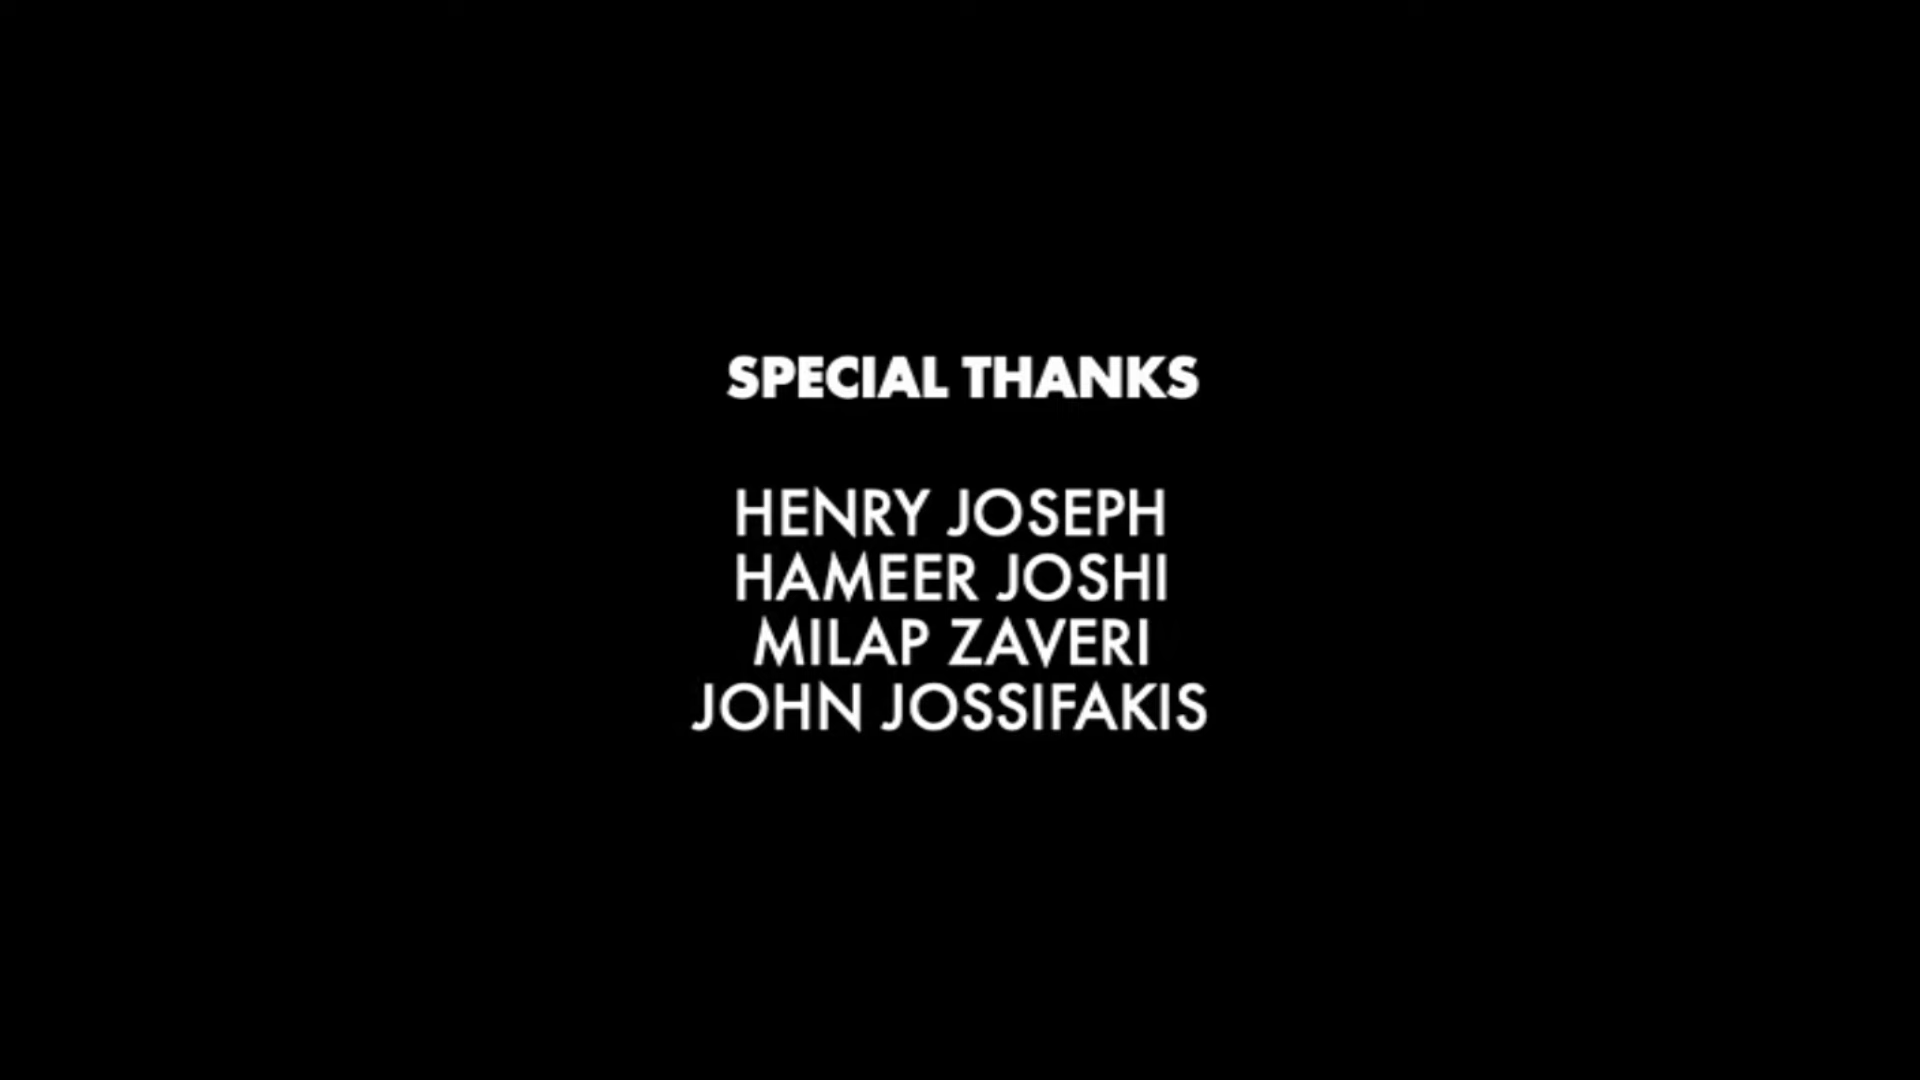 SPECIAL THANKS
HENRY JOSEPH
HAMEER JOSHI
MILAP ZAVERI
JOHN JOSSIFAKIS